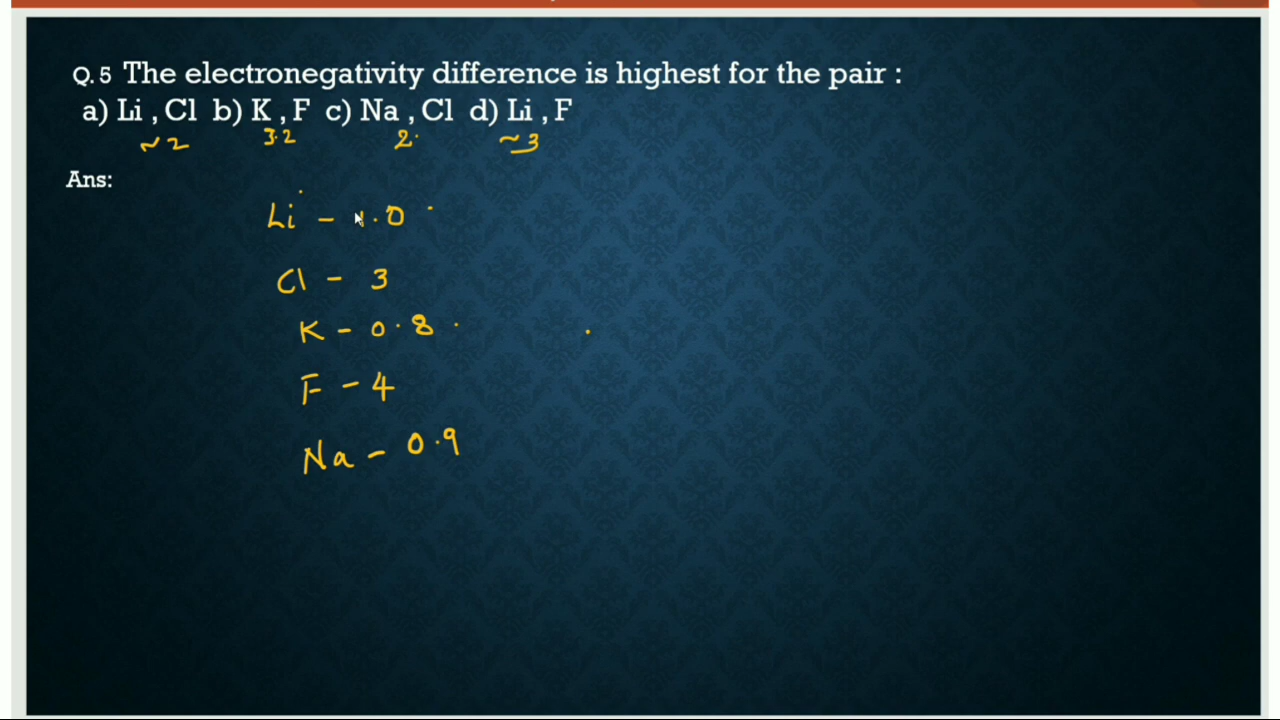 Q. 5 The electronegativity difference is highest for the pair :
a) Li , Cl b) K , F c) Na , Cl d) Li , F
~2 3.2 2. ~3
Ans:
Li - 1.0
Cl - 3
K - 0.8
F - 4
Na - 0.9